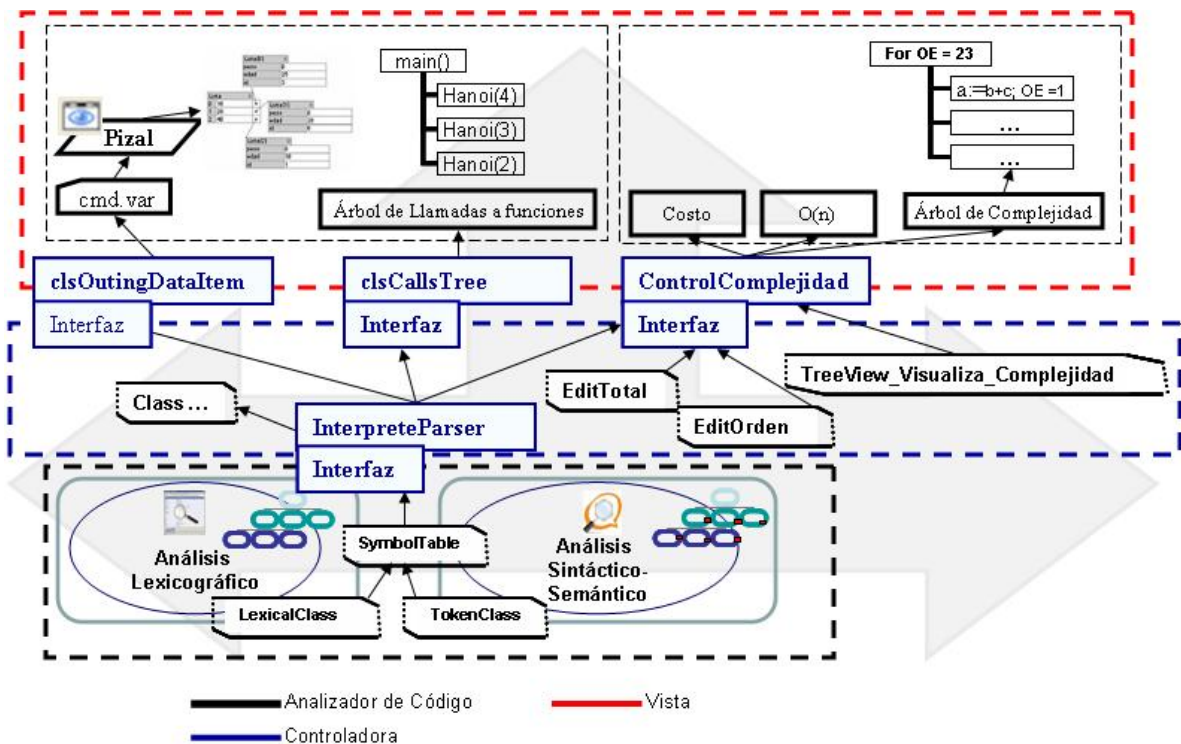 main()
Hanoi(4)
Hanoi(3)
Hanoi(2)
Pizal
cmd.var
Árbol de Llamadas a funciones
For OE = 23
a:=b+c; OE =1
...
...
Costo
O(n)
Árbol de Complejidad
clsOutingDataItem
Interfaz
clsCallsTree
Interfaz
ControlComplejidad
Interfaz
Class...
InterpreteParser
Interfaz
EditTotal
EditOrden
TreeView_Visualiza_Complejidad
Análisis
Lexicográfico
SymbolTable
Análisis
Sintáctico-
Semántico
LexicalClass
TokenClass
Analizador de Código
Vista
Controladora